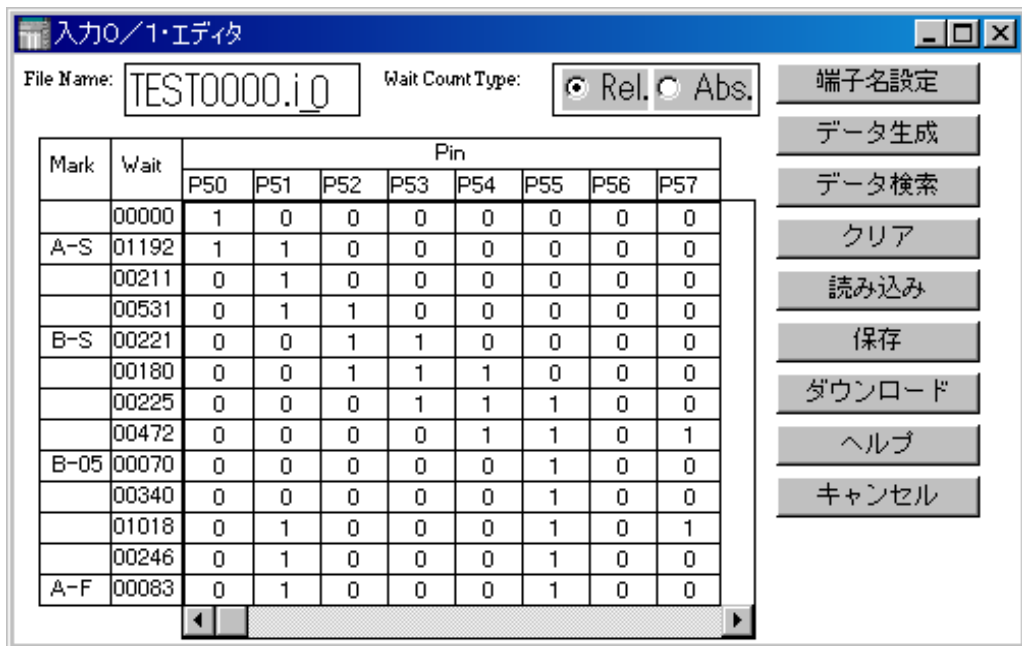 入力0／1・エディタ
File Name: TEST0000.i_0 Wait Count Type: Rel. Abs.
Mark Wait Pin
P50 P51 P52 P53 P54 P55 P56 P57
00000 1 0 0 0 0 0 0 0
A-S 01192 1 1 0 0 0 0 0 0
00211 0 1 0 0 0 0 0 0
00531 0 1 1 0 0 0 0 0
B-S 00221 0 0 1 1 0 0 0 0
00180 0 0 1 1 1 0 0 0
00225 0 0 0 1 1 1 0 0
00472 0 0 0 0 1 1 0 1
B-05 00070 0 0 0 0 0 1 0 0
00340 0 0 0 0 0 1 0 0
01018 0 1 0 0 0 1 0 1
00246 0 1 0 0 0 1 0 0
A-F 00083 0 1 0 0 0 1 0 0
端子名設定
データ生成
データ検索
クリア
読み込み
保存
ダウンロード
ヘルプ
キャンセル